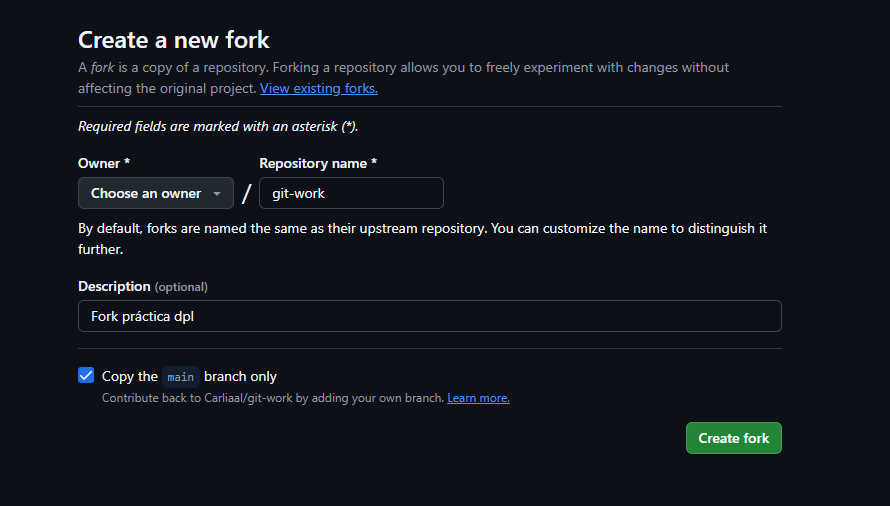 Create a new fork
A fork is a copy of a repository. Forking a repository allows you to freely experiment with changes without
affecting the original project. View existing forks.
Required fields are marked with an asterisk (*).
Owner * Repository name *
Choose an owner / git-work
By default, forks are named the same as their upstream repository. You can customize the name to distinguish it
further.
Description (optional)
Fork práctica dpl
Copy the main branch only
Contribute back to Carliaal/git-work by adding your own branch. Learn more.
Create fork